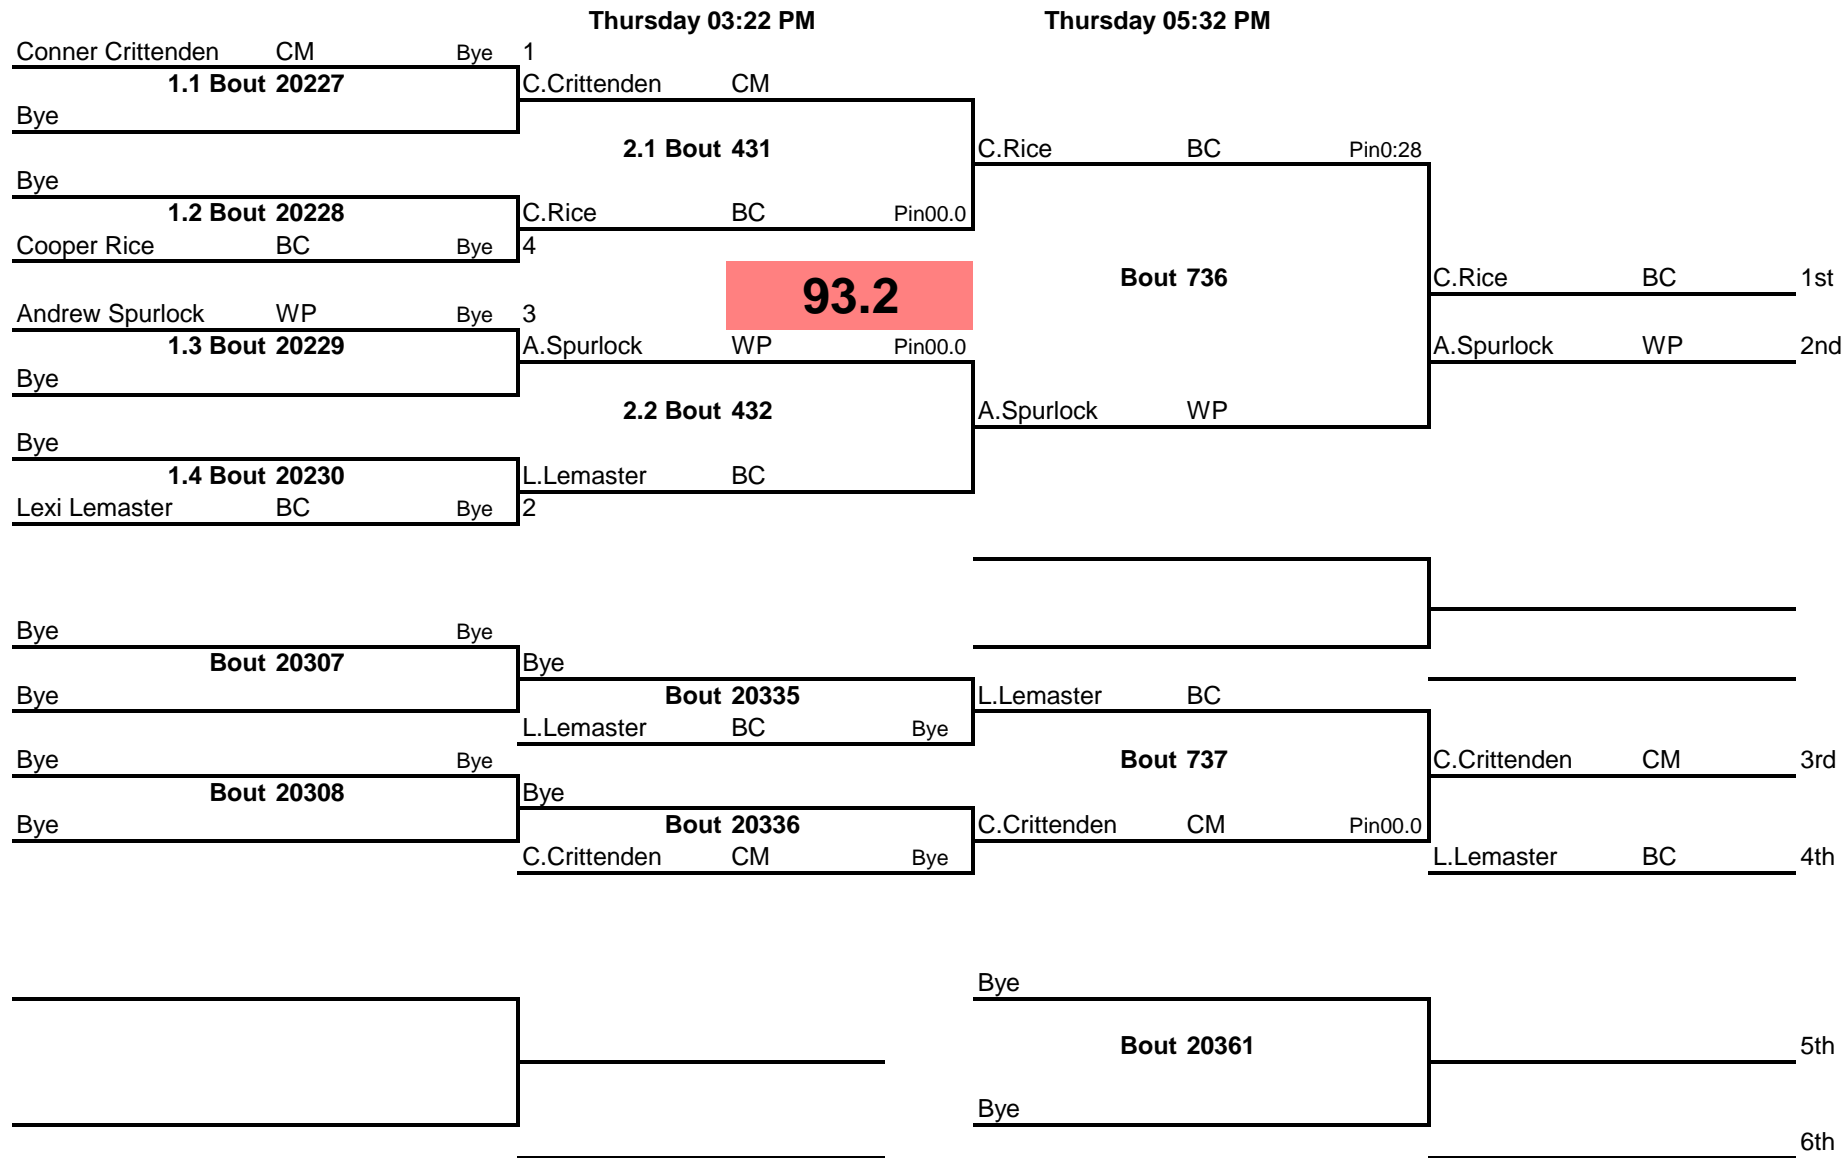 Thursday 03:22 PM Thursday 05:32 PM
Conner Crittenden CM Bye 1
1.1 Bout 20227 C.Crittenden CM
Bye
2.1 Bout 431 C.Rice BC Pin0:28
Bye
1.2 Bout 20228 C.Rice BC Pin00.0
Cooper Rice BC Bye 4
93.2 Bout 736 C.Rice BC 1st
Andrew Spurlock WP Bye 3
1.3 Bout 20229 A.Spurlock WP Pin00.0 A.Spurlock WP 2nd
Bye
2.2 Bout 432 A.Spurlock WP
Bye
1.4 Bout 20230 L.Lemaster BC
Lexi Lemaster BC Bye 2
Bye Bye
Bout 20307 Bye
Bye Bout 20335 L.Lemaster BC
L.Lemaster BC Bye
Bye Bye Bout 737 C.Crittenden CM 3rd
Bout 20308 Bye
Bye Bout 20336 C.Crittenden CM Pin00.0
C.Crittenden CM Bye L.Lemaster BC 4th
Bye
Bout 20361 5th
Bye
6th